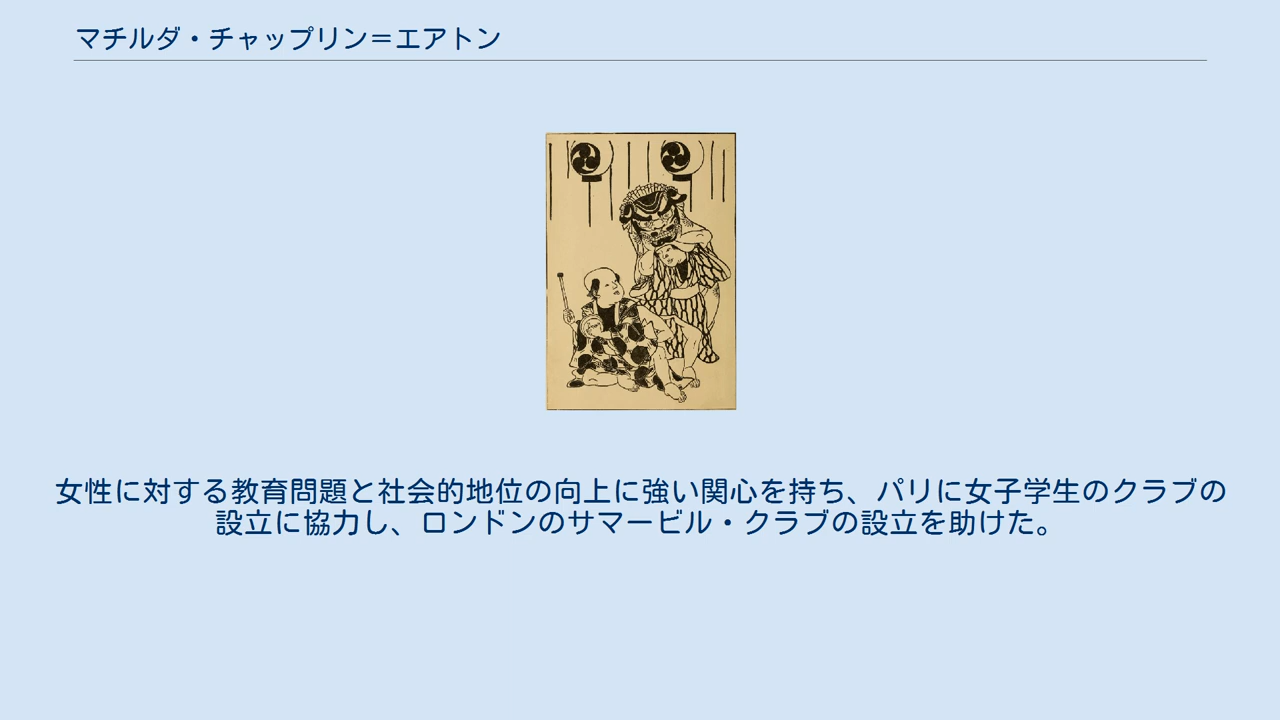 マチルダ・チャップリン＝エアトン
女性に対する教育問題と社会的地位の向上に強い関心を持ち、パリに女子学生のクラブの
設立に協力し、ロンドンのサマービル・クラブの設立を助けた。